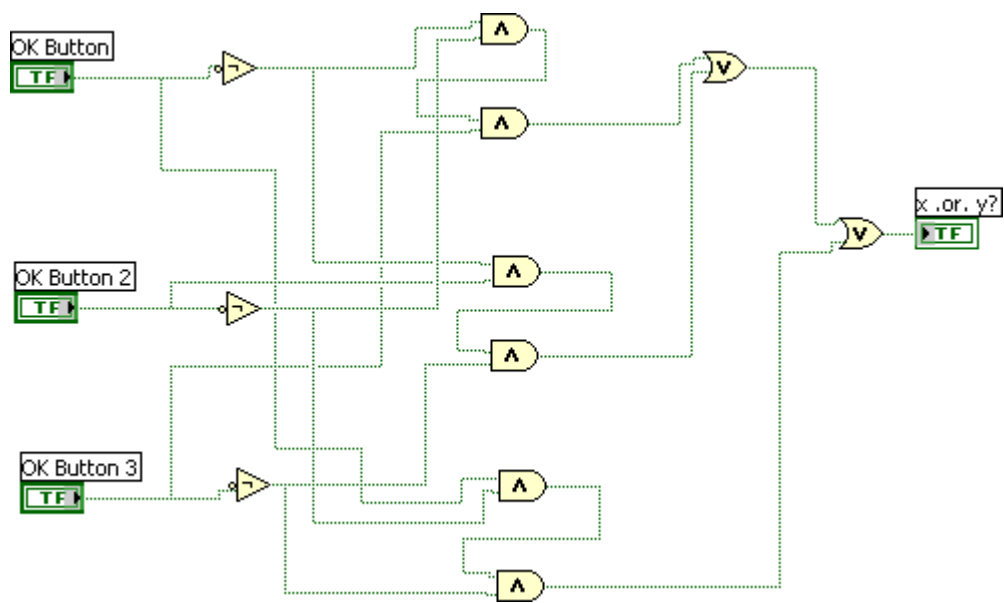 OK Button
TF
OK Button 2
TF
OK Button 3
TF
¬
¬
¬
∧
∧
∧
∧
∧
∧
∨
∨
x .or. y?
TF